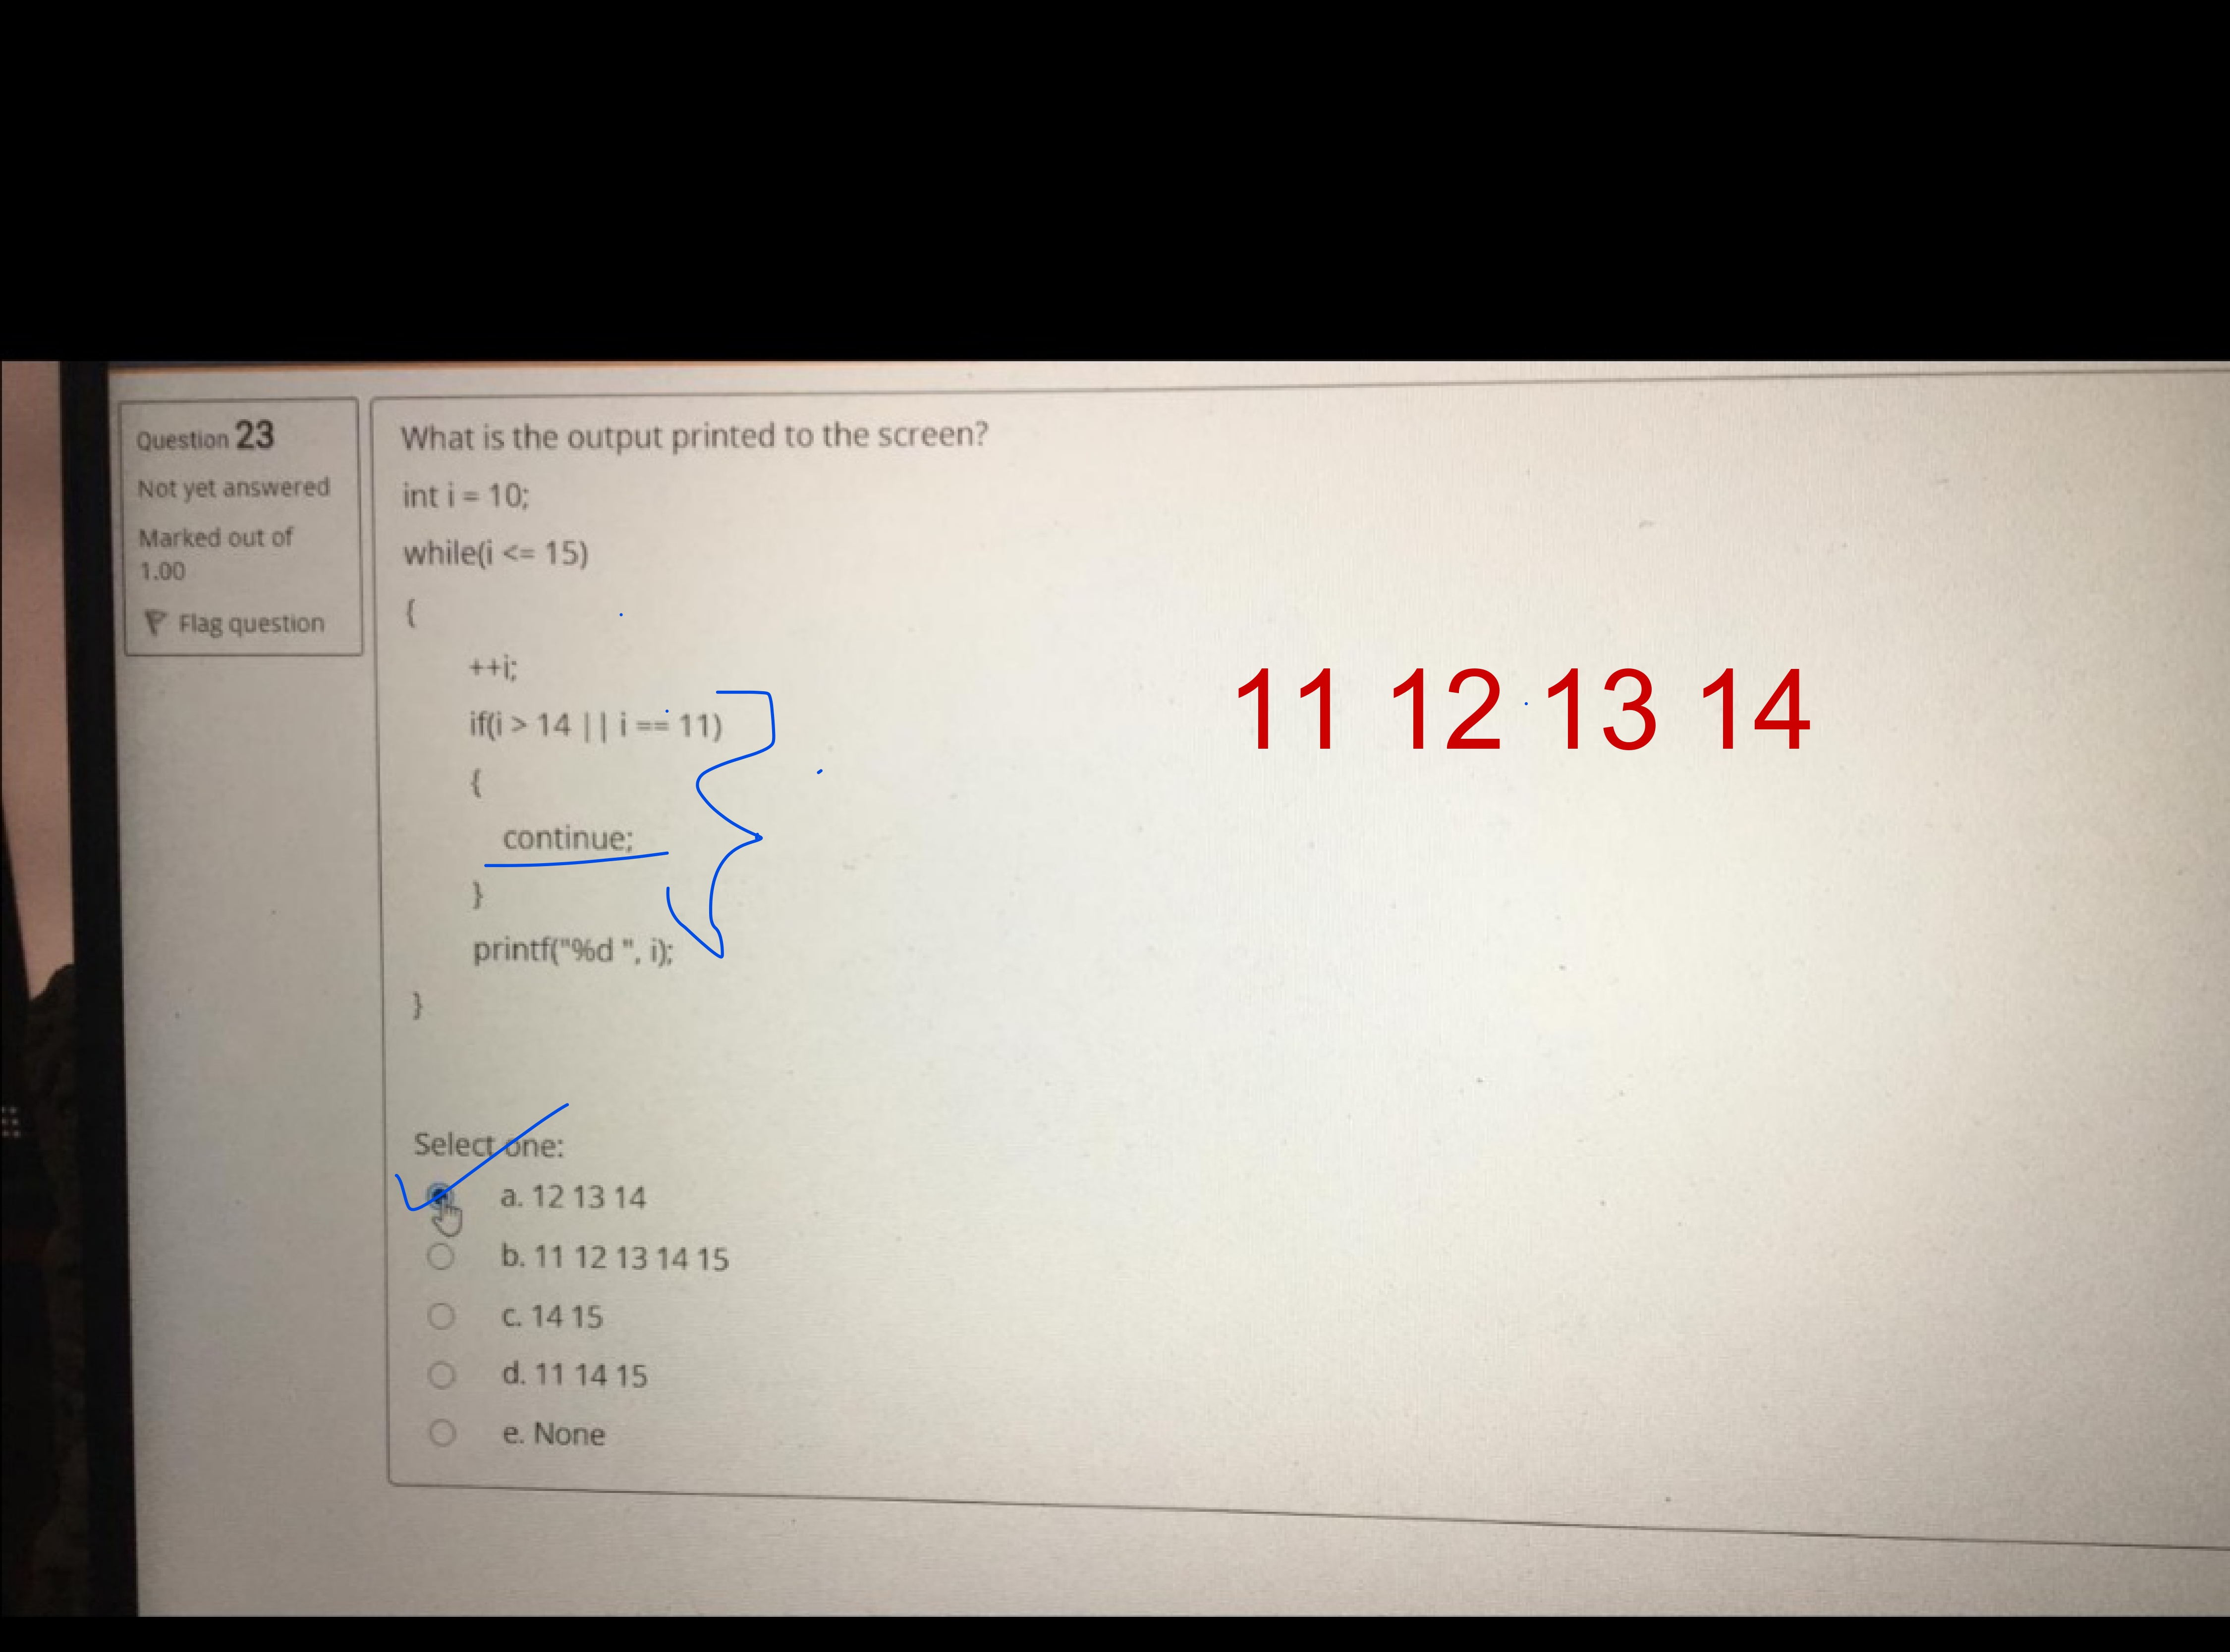 Question 23
Not yet answered
Marked out of
1.00
Flag question
What is the output printed to the screen?
int i = 10;
while(i <= 15)
{
++i;
if(i > 14 || i == 11)
{
continue;
}
printf("%d ", i);
}
11 12 13 14
Select one:
a. 12 13 14
b. 11 12 13 14 15
c. 14 15
d. 11 14 15
e. None